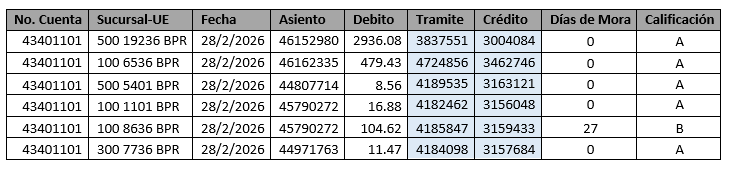 No. Cuenta Sucursal-UE Fecha Asiento Debito Tramite Crédito Días de Mora Calificación
43401101 500 19236 BPR 28/2/2026 46152980 2936.08 3837551 3004084 0 A
43401101 100 6536 BPR 28/2/2026 46162335 479.43 4724856 3462746 0 A
43401101 500 5401 BPR 28/2/2026 44807714 8.56 4189535 3163121 0 A
43401101 100 1101 BPR 28/2/2026 45790272 16.88 4182462 3156048 0 A
43401101 100 8636 BPR 28/2/2026 45790272 104.62 4185847 3159433 27 B
43401101 300 7736 BPR 28/2/2026 44971763 11.47 4184098 3157684 0 A